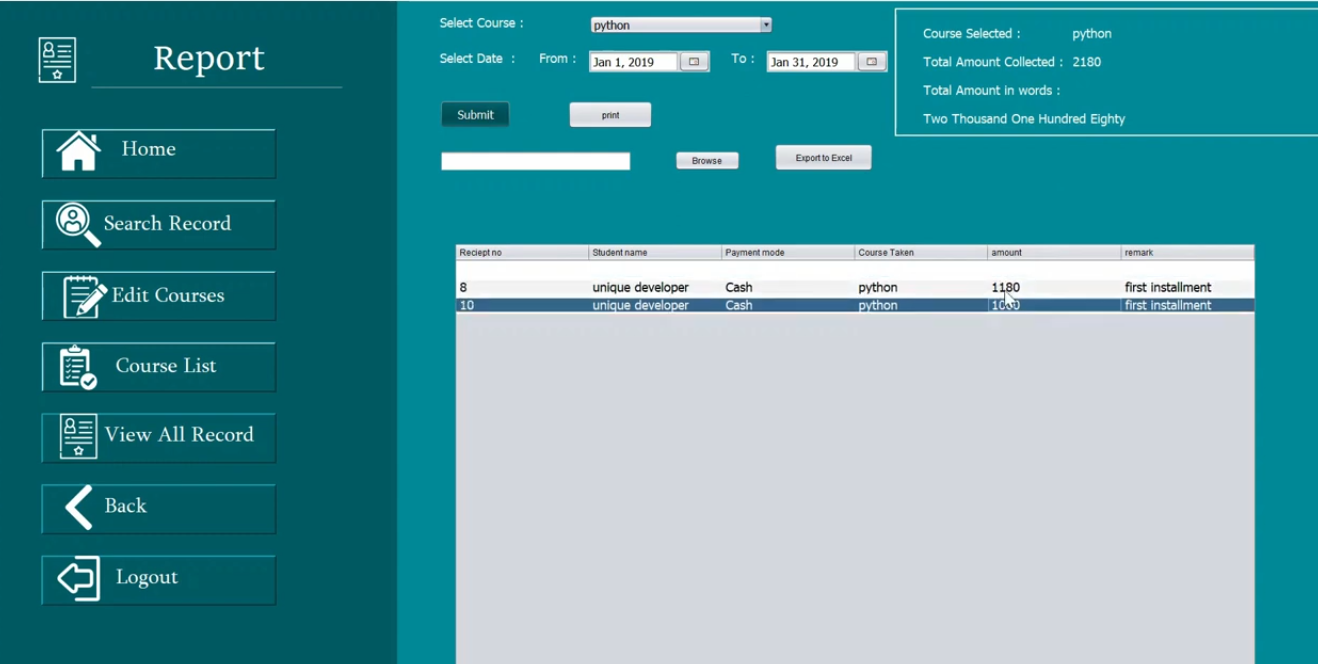 Report
Home
Search Record
Edit Courses
Course List
View All Record
Back
Logout
Select Course : python
Select Date : From : Jan 1, 2019 To : Jan 31, 2019
Submit print
Browse Export to Excel
Course Selected : python
Total Amount Collected : 2180
Total Amount in words :
Two Thousand One Hundred Eighty
Reciept no Student name Payment mode Course Taken amount remark
8 unique developer Cash python 1180 first installment
10 unique developer Cash python first installment